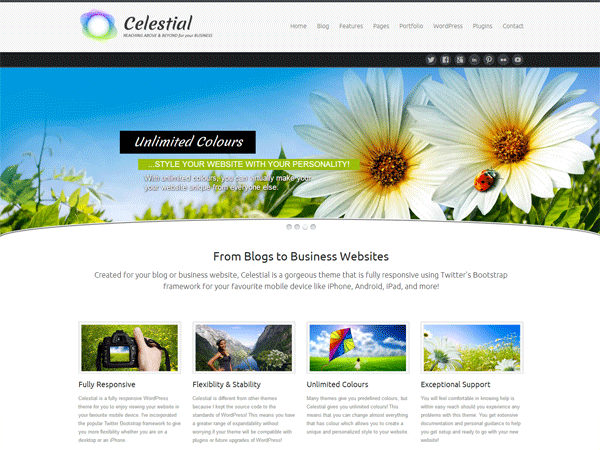 Celestial
REACHING ABOVE & BEYOND for your BUSINESS
Home Blog Features Pages Portfolio WordPress Plugins Contact
Unlimited Colours
...STYLE YOUR WEBSITE WITH YOUR PERSONALITY!
With unlimited colours, you can virtually make your
your website unique from everyone else.
From Blogs to Business Websites
Created for your blog or business website, Celestial is a gorgeous theme that is fully responsive using Twitter's Bootstrap
framework for your favourite mobile device like iPhone, Android, iPad, and more!
Fully Responsive
Celestial is a fully responsive WordPress
theme for you to enjoy viewing your website in
your favourite mobile device. I've incorporated
the popular Twitter Bootstrap framework to give
you more flexibility whether you are on a
desktop or an iPhone.
Flexiblity & Stability
Celestial is different from other themes
because I kept the source code to the
standards of WordPress! This means you have
a greater range of expandability without
worrying if your theme will be compatible with
plugins or future upgrades of WordPress!
Unlimited Colours
Many themes give you predefined colours, but
Celestial gives you unlimited colours! This
means that you can change almost everything
that has colour which allows you to create a
unique and personalized style to your website
Exceptional Support
You will feel comfortable in knowing help is
within easy reach should you experience any
problems with this theme. You get extensive
documentation and personal guidance to help
you get setup and ready to go with your new
website!